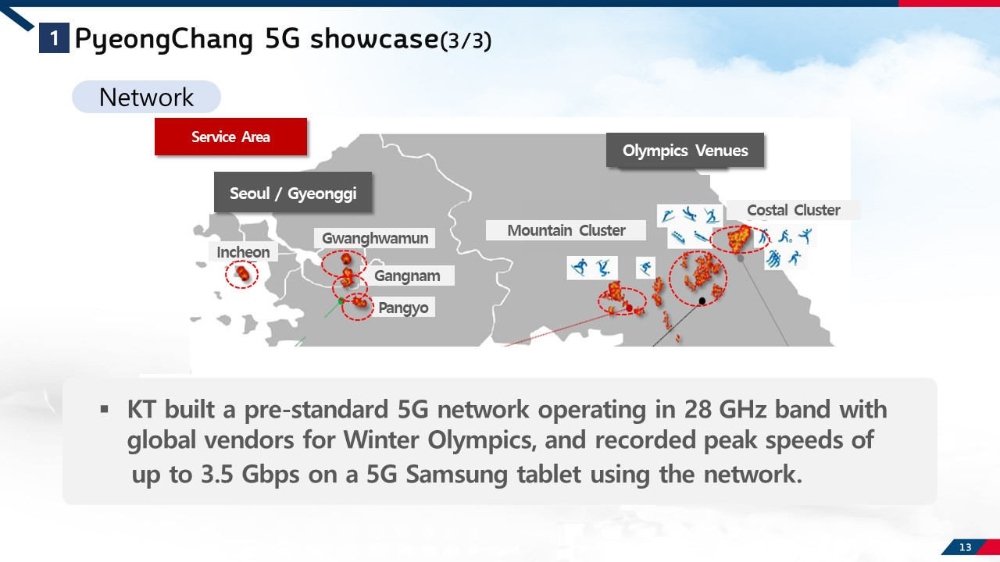 1 PyeongChang 5G showcase(3/3)
Network
Service Area
Olympics Venues
Seoul / Gyeonggi
Costal Cluster
Mountain Cluster
Gwanghwamun
Incheon
Gangnam
Pangyo
▪ KT built a pre-standard 5G network operating in 28 GHz band with
global vendors for Winter Olympics, and recorded peak speeds of
up to 3.5 Gbps on a 5G Samsung tablet using the network.
13